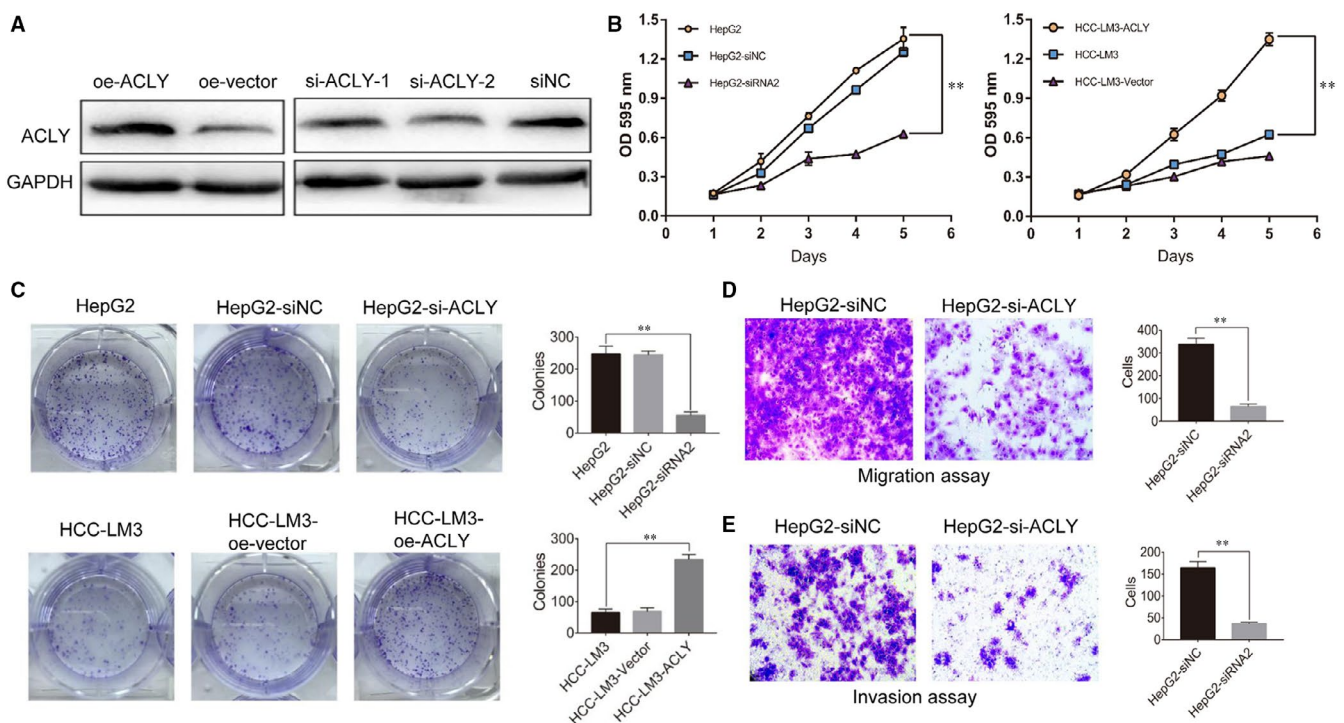 A
oe-ACLY oe-vector si-ACLY-1 si-ACLY-2 siNC
ACLY
GAPDH
B
OD 595 nm
1.5
1.2
0.9
0.6
0.3
0.0
0 1 2 3 4 5 6
Days
HepG2
HepG2-siNC
HepG2-siRNA2
**
OD 595 nm
1.5
1.2
0.9
0.6
0.3
0.0
0 1 2 3 4 5 6
Days
HCC-LM3-ACLY
HCC-LM3
HCC-LM3-Vector
**
C
HepG2 HepG2-siNC HepG2-si-ACLY
Colonies
300
200
100
0
**
HepG2
HepG2-siNC
HepG2-siRNA2
HCC-LM3
HCC-LM3-
oe-vector
HCC-LM3-
oe-ACLY
Colonies
300
200
100
0
**
HCC-LM3
HCC-LM3-Vector
HCC-LM3-ACLY
D
HepG2-siNC HepG2-si-ACLY
Migration assay
Cells
400
300
200
100
0
**
HepG2-siNC
HepG2-siRNA2
E
HepG2-siNC HepG2-si-ACLY
Invasion assay
Cells
200
150
100
50
0
**
HepG2-siNC
HepG2-siRNA2